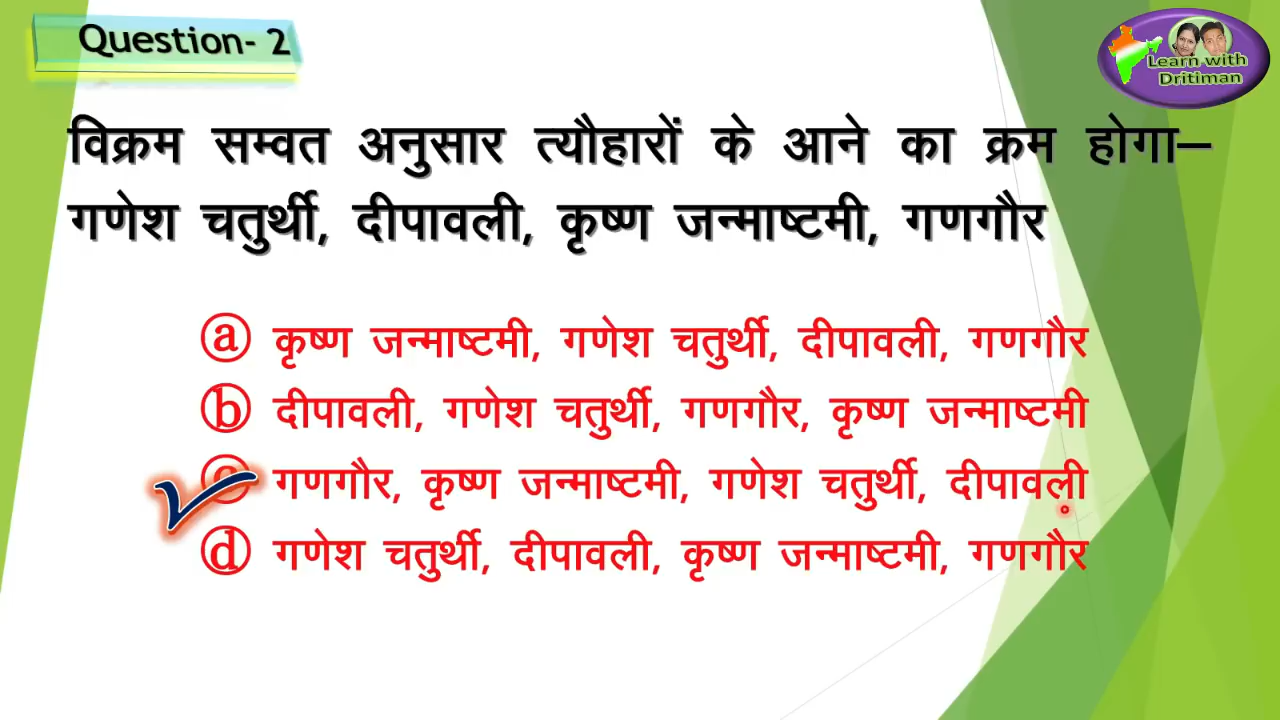 Question- 2
Learn with
Dritiman
विक्रम सम्वत अनुसार त्यौहारों के आने का क्रम होगा–
गणेश चतुर्थी, दीपावली, कृष्ण जन्माष्टमी, गणगौर
ⓐ कृष्ण जन्माष्टमी, गणेश चतुर्थी, दीपावली, गणगौर
ⓑ दीपावली, गणेश चतुर्थी, गणगौर, कृष्ण जन्माष्टमी
ⓒ गणगौर, कृष्ण जन्माष्टमी, गणेश चतुर्थी, दीपावली
ⓓ गणेश चतुर्थी, दीपावली, कृष्ण जन्माष्टमी, गणगौर